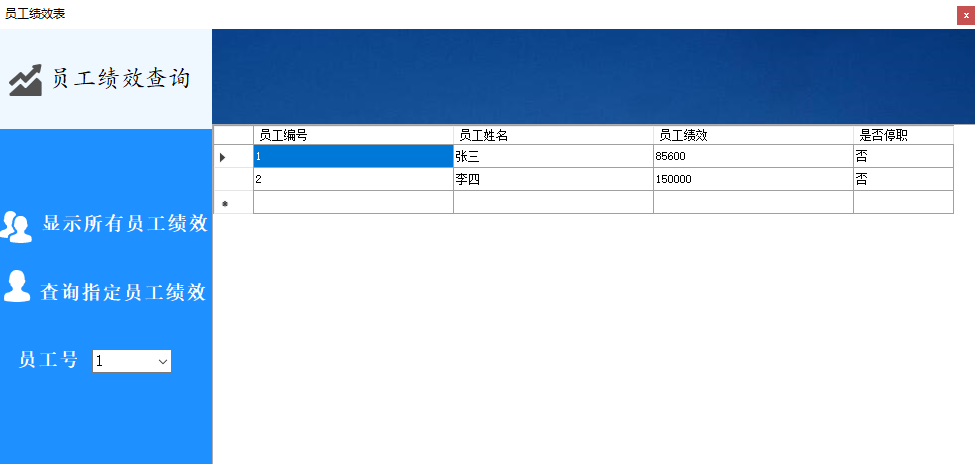 员工绩效表
x
员工绩效查询
员工编号 员工姓名 员工绩效 是否停职
1 张三 85600 否
2 李四 150000 否
*
显示所有员工绩效
查询指定员工绩效
员工号 1